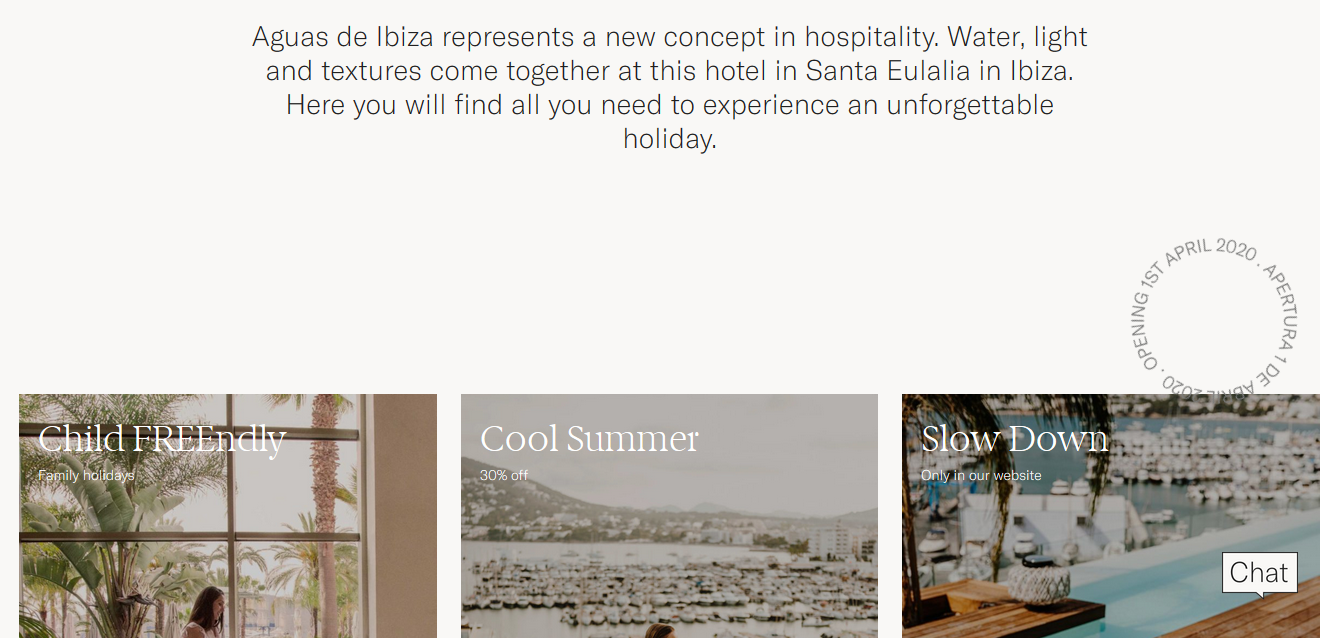 Aguas de Ibiza represents a new concept in hospitality. Water, light
and textures come together at this hotel in Santa Eulalia in Ibiza.
Here you will find all you need to experience an unforgettable
holiday.
OPENING 1ST APRIL 2020 . APERTURA 1 DE ABRIL 2020 .
Child FREEndly
Family holidays
Cool Summer
30% off
Slow Down
Only in our website
Chat